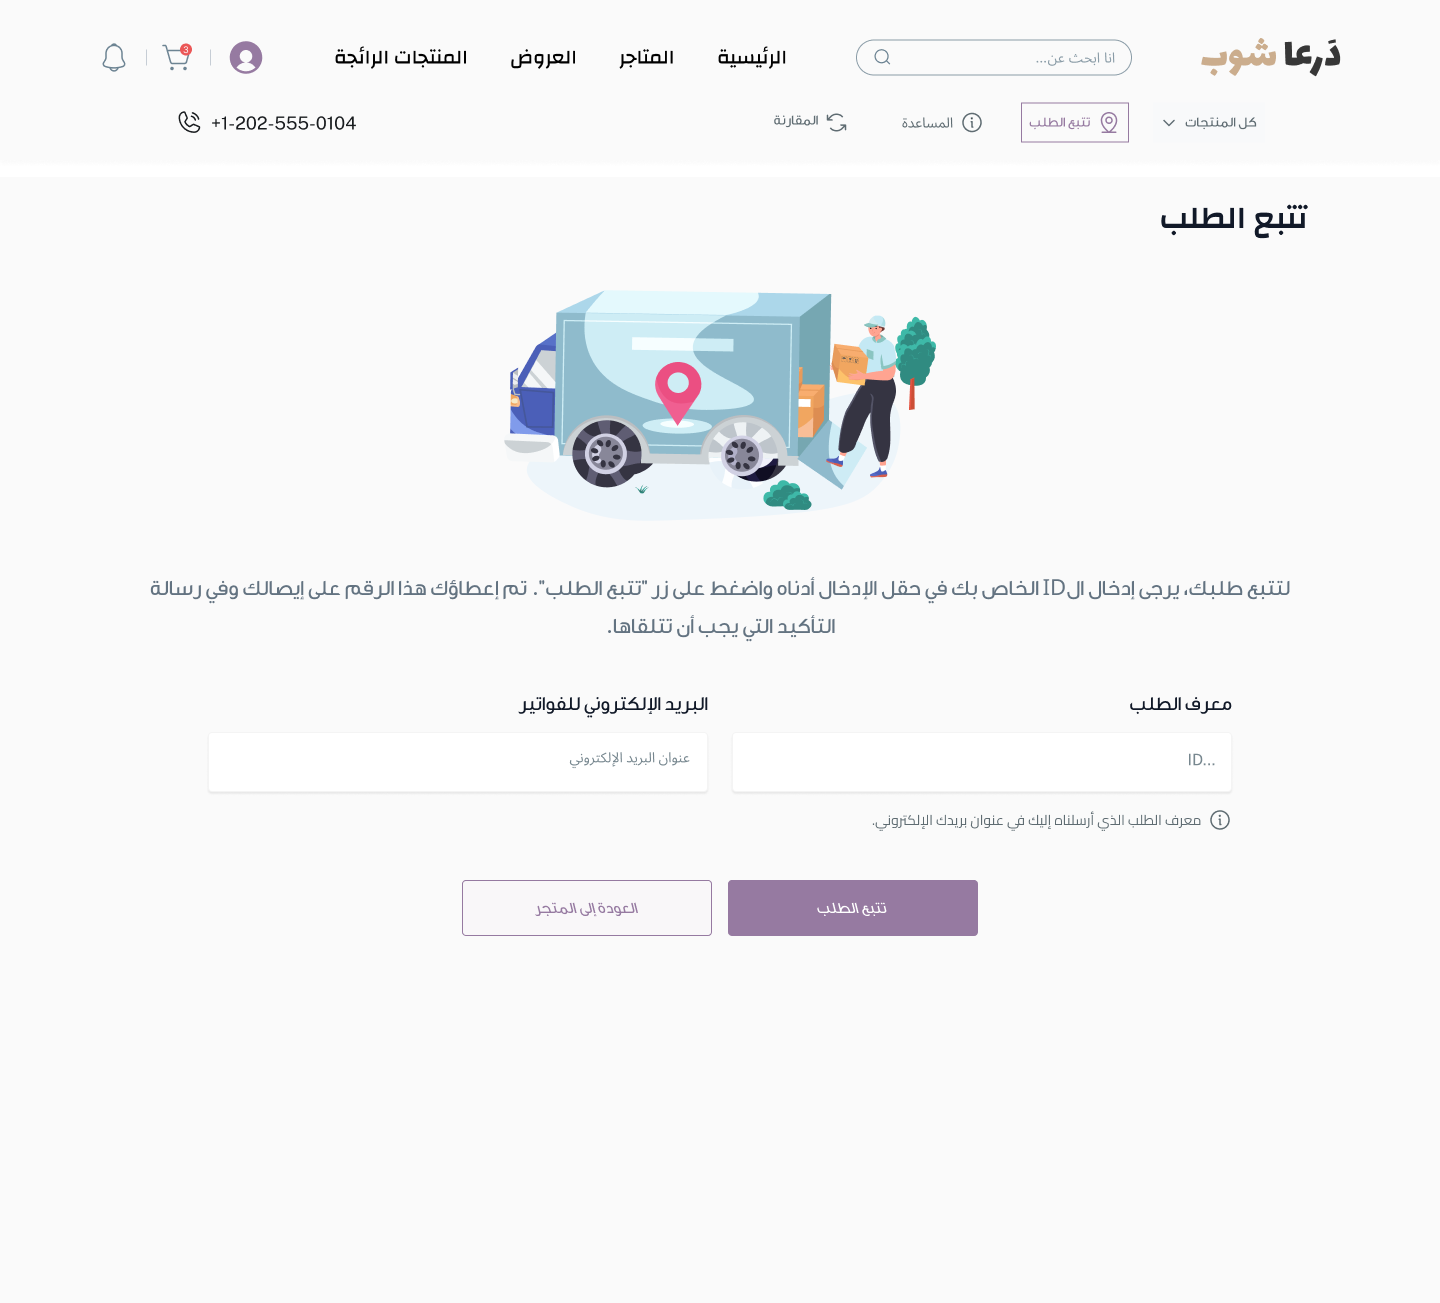 دَرعا شوب
انا ابحث عن...
الرئيسية
المتاجر
العروض
المنتجات الرائجة
3
كل المنتجات
تتبع الطلب
المساعدة
المقارنة
+1-202-555-0104
تتبع الطلب
لتتبع طلبك، يرجى إدخال الID الخاص بك في حقل الإدخال أدناه واضغط على زر "تتبع الطلب". تم إعطاؤك هذا الرقم على إيصالك وفي رسالة
التأكيد التي يجب أن تتلقاها.
معرف الطلب
البريد الإلكتروني للفواتير
ID...
عنوان البريد الإلكتروني
معرف الطلب الذي أرسلناه إليك في عنوان بريدك الإلكتروني.
تتبع الطلب
العودة إلى المتجر